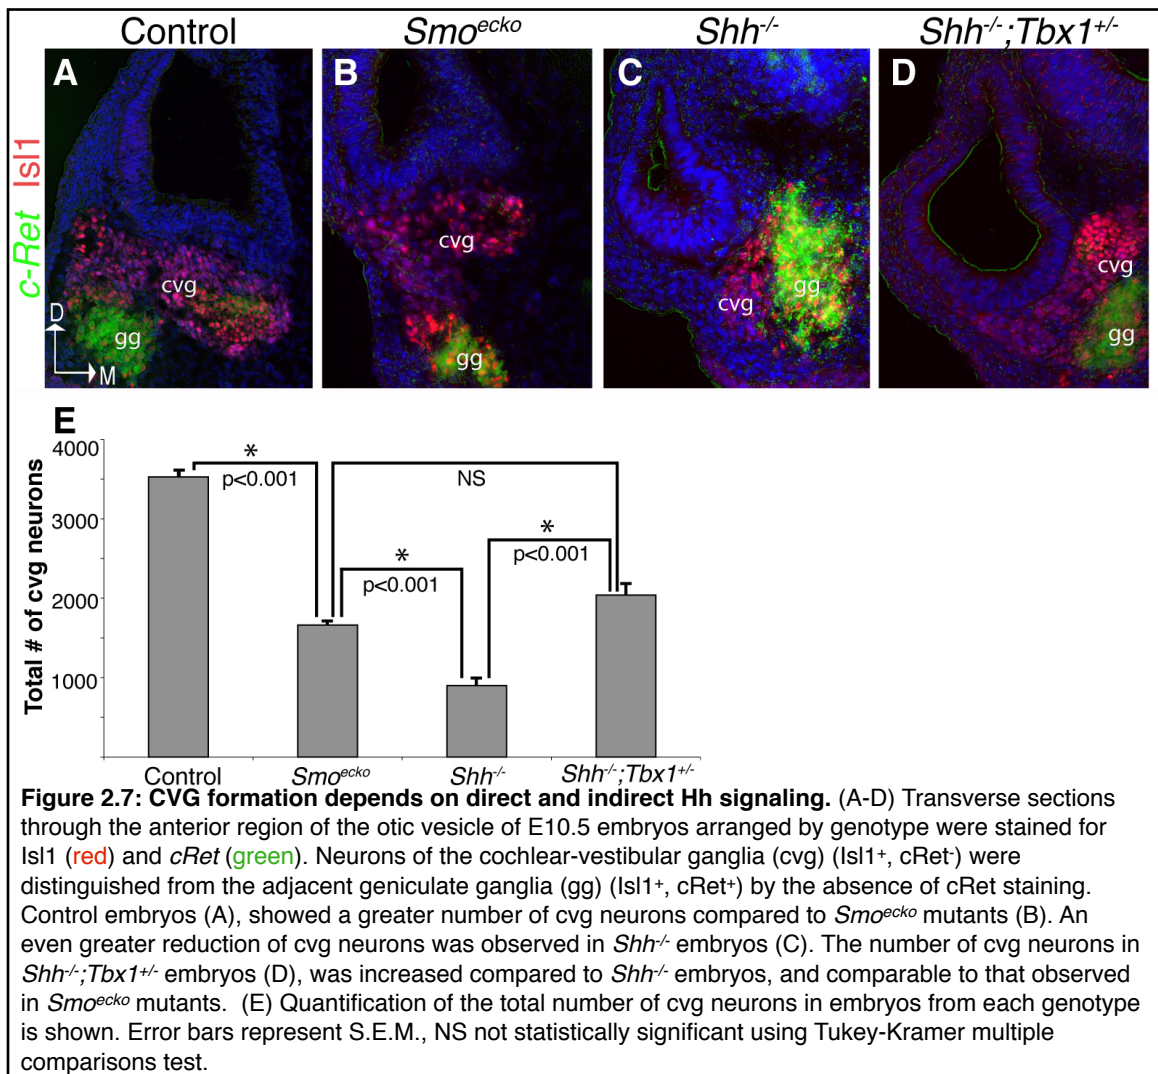 Control Smoᵉᶜᵏᵒ Shh⁻/⁻ Shh⁻/⁻;Tbx1⁺/⁻
c-Ret Isl1
A B C D
cvg gg D M
cvg gg
cvg gg
cvg gg
E
Total # of cvg neurons
4000
3000
2000
1000
* p<0.001
NS
* p<0.001
* p<0.001
Control Smoᵉᶜᵏᵒ Shh⁻/⁻ Shh⁻/⁻;Tbx1⁺/⁻
Figure 2.7: CVG formation depends on direct and indirect Hh signaling. (A-D) Transverse sections
through the anterior region of the otic vesicle of E10.5 embryos arranged by genotype were stained for
Isl1 (red) and cRet (green). Neurons of the cochlear-vestibular ganglia (cvg) (Isl1⁺, cRet⁻) were
distinguished from the adjacent geniculate ganglia (gg) (Isl1⁺, cRet⁺) by the absence of cRet staining.
Control embryos (A), showed a greater number of cvg neurons compared to Smoᵉᶜᵏᵒ mutants (B). An
even greater reduction of cvg neurons was observed in Shh⁻/⁻ embryos (C). The number of cvg neurons in
Shh⁻/⁻;Tbx1⁺/⁻ embryos (D), was increased compared to Shh⁻/⁻ embryos, and comparable to that observed
in Smoᵉᶜᵏᵒ mutants. (E) Quantification of the total number of cvg neurons in embryos from each genotype
is shown. Error bars represent S.E.M., NS not statistically significant using Tukey-Kramer multiple
comparisons test.